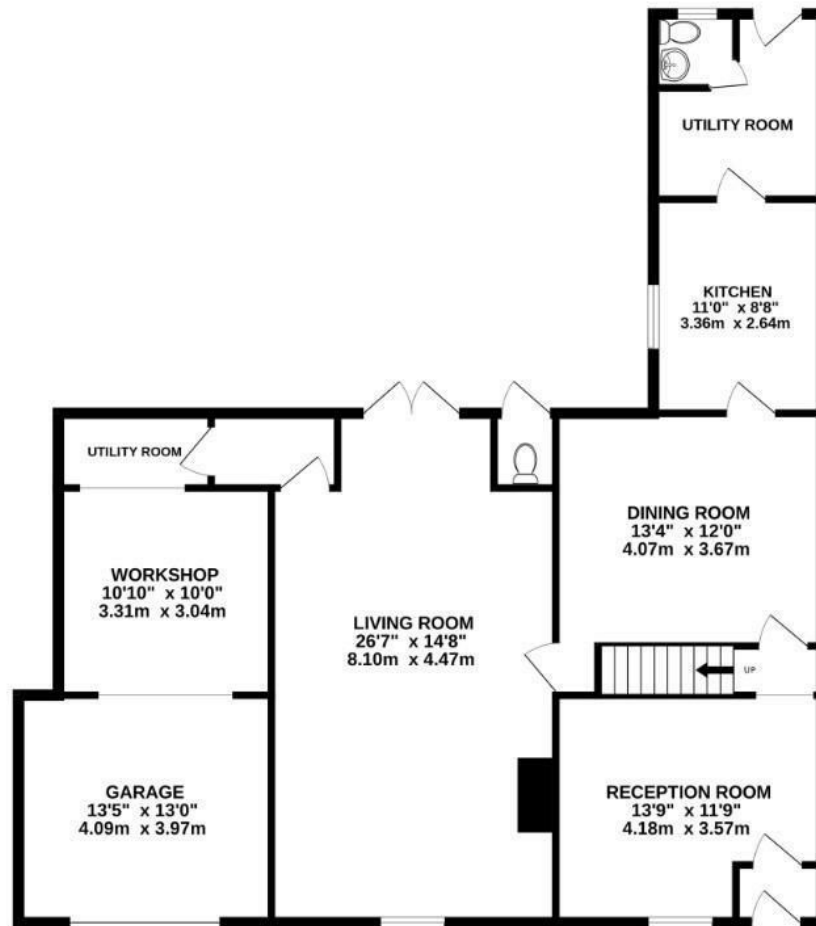 UTILITY ROOM
KITCHEN
11'0" x 8'8"
3.36m x 2.64m
UTILITY ROOM
DINING ROOM
13'4" x 12'0"
4.07m x 3.67m
WORKSHOP
10'10" x 10'0"
3.31m x 3.04m
LIVING ROOM
26'7" x 14'8"
8.10m x 4.47m
UP
GARAGE
13'5" x 13'0"
4.09m x 3.97m
RECEPTION ROOM
13'9" x 11'9"
4.18m x 3.57m